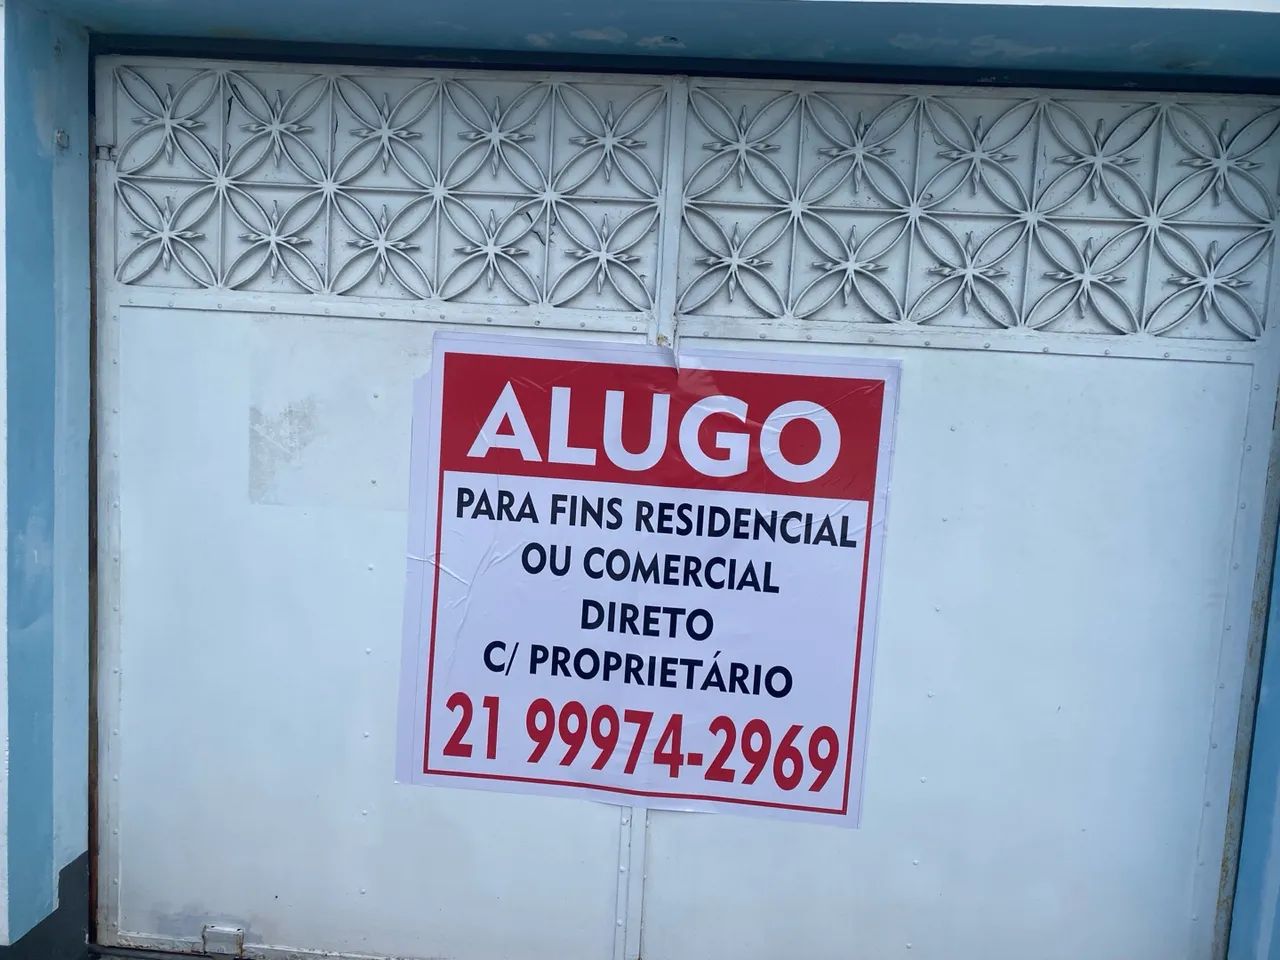 ALUGO
PARA FINS RESIDENCIAL
OU COMERCIAL
DIRETO
C/ PROPRIETÁRIO
21 99974-2969